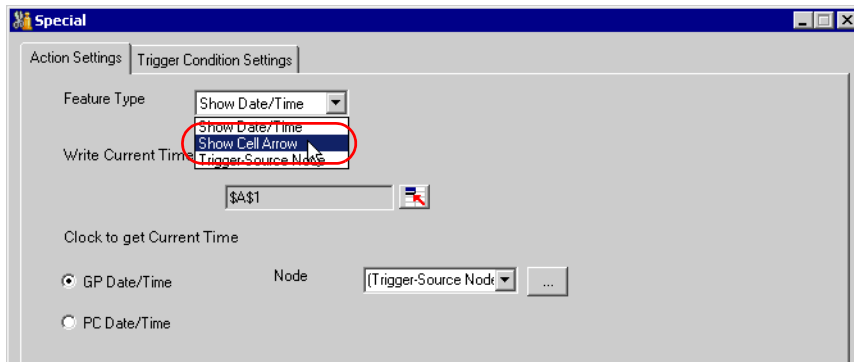 Special
Action Settings
Trigger Condition Settings
Feature Type
Show Date/Time
Show Date/Time
Show Cell Arrow
Trigger-Source Node
Write Current Time
$A$1
Clock to get Current Time
GP Date/Time
Node
(Trigger-Source Node
...
PC Date/Time